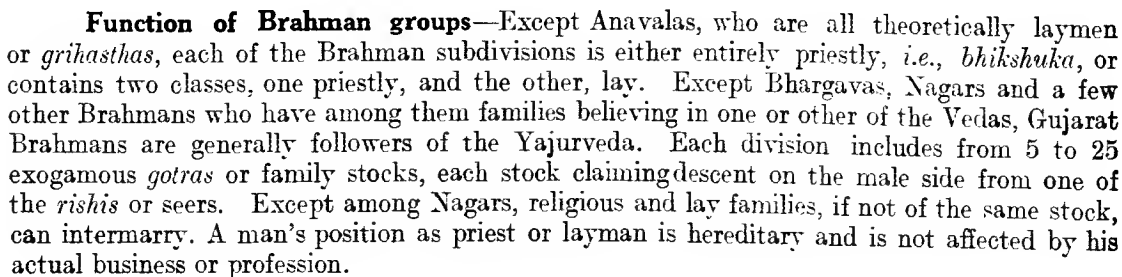 Function of Brahman groups—Except Anavalas, who are all theoretically laymen
or grihasthas, each of the Brahman subdivisions is either entirely priestly, i.e., bhikshuka, or
contains two classes, one priestly, and the other, lay. Except Bhargavas, Nagars and a few
other Brahmans who have among them families believing in one or other of the Vedas, Gujarat
Brahmans are generally followers of the Yajurveda. Each division includes from 5 to 25
exogamous gotras or family stocks, each stock claimingdescent on the male side from one of
the rishis or seers. Except among Nagars, religious and lay families, if not of the same stock,
can intermarry. A man's position as priest or layman is hereditary and is not affected by his
actual business or profession.